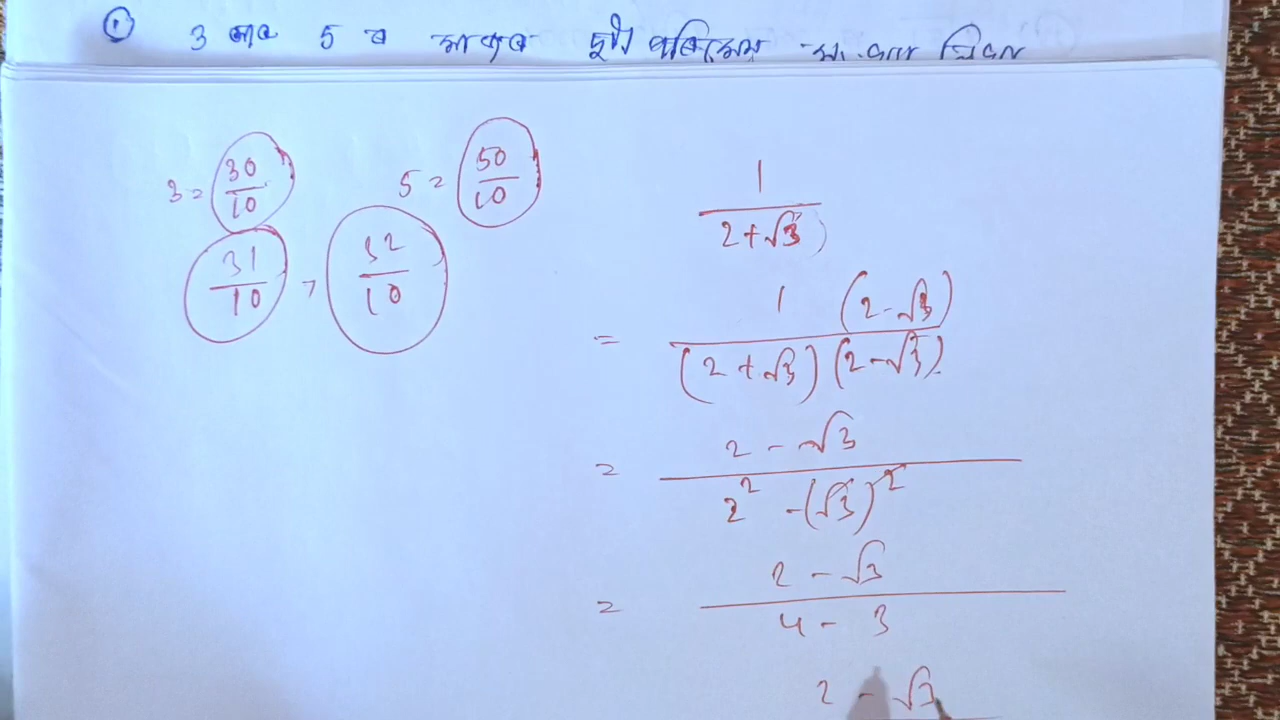 ① 3 আৰু 5 ৰ মাজৰ দুটা পৰিমেয়
3 = 30/10 5 = 50/10
31/10 , 32/10
1/(2+√3)
= 1 (2-√3)/(2+√3)(2-√3)
= 2-√3/2² -(√3)²
= 2-√3/4-3
2-√3